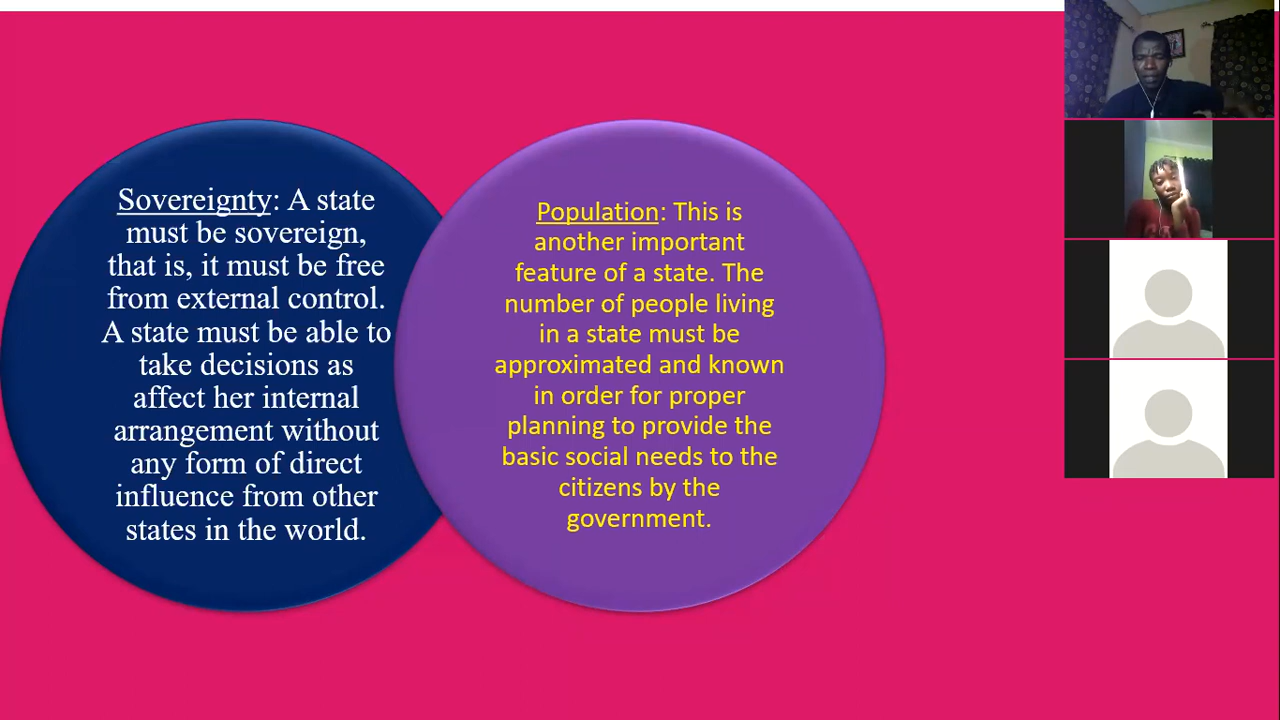 Sovereignty: A state
must be sovereign,
that is, it must be free
from external control.
A state must be able to
take decisions as
affect her internal
arrangement without
any form of direct
influence from other
states in the world.
Population: This is
another important
feature of a state. The
number of people living
in a state must be
approximated and known
in order for proper
planning to provide the
basic social needs to the
citizens by the
government.